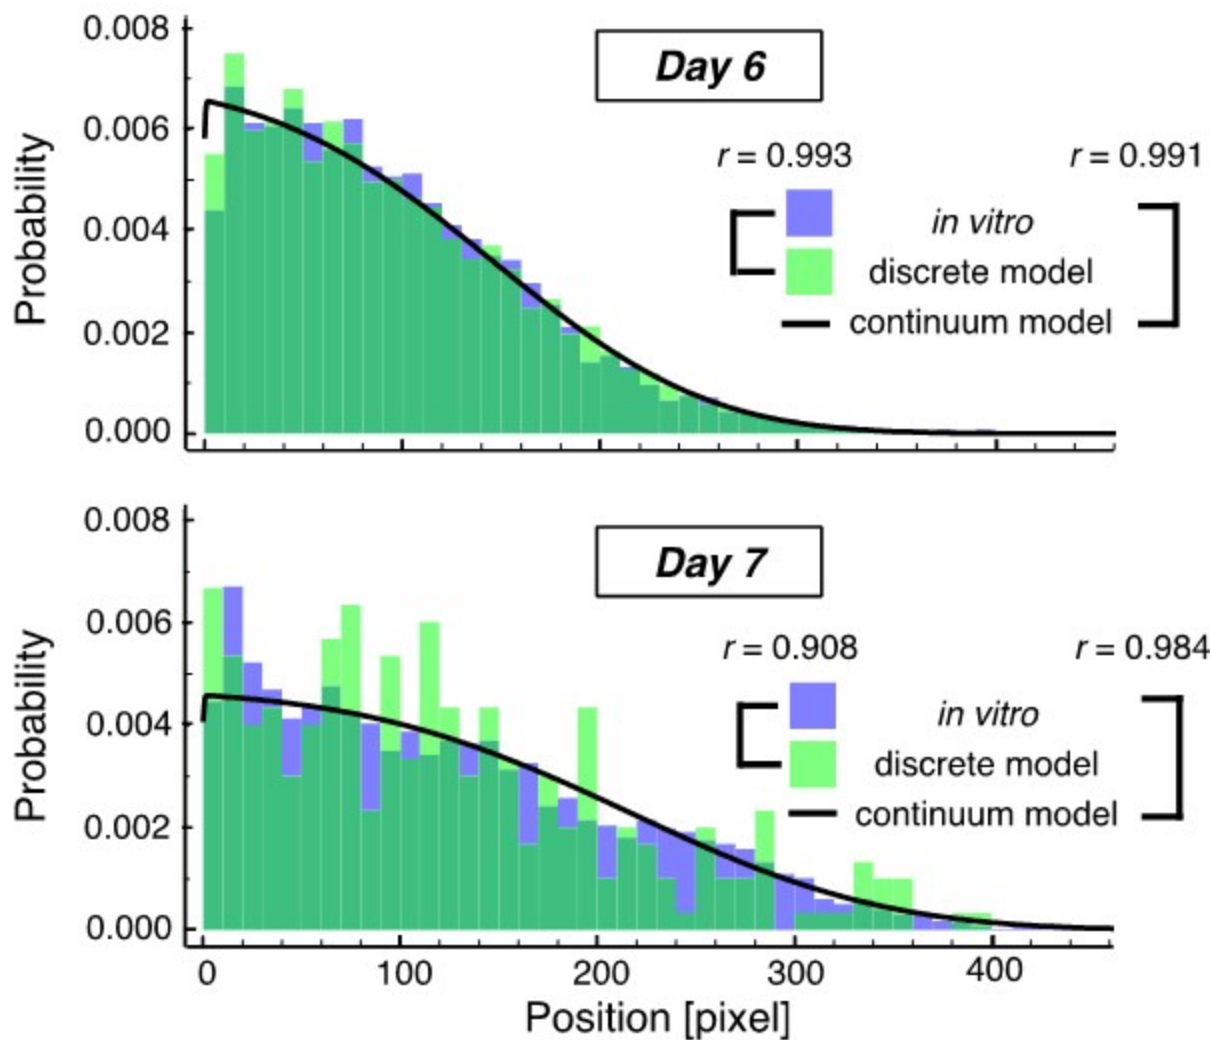 0.008
Day 6
0.006
r = 0.993 r = 0.991
Probability
in vitro
0.004
discrete model
continuum model
0.002
0.000
0.008
Day 7
0.006
r = 0.908 r = 0.984
Probability
in vitro
0.004
discrete model
continuum model
0.002
0.000
0 100 200 300 400
Position [pixel]